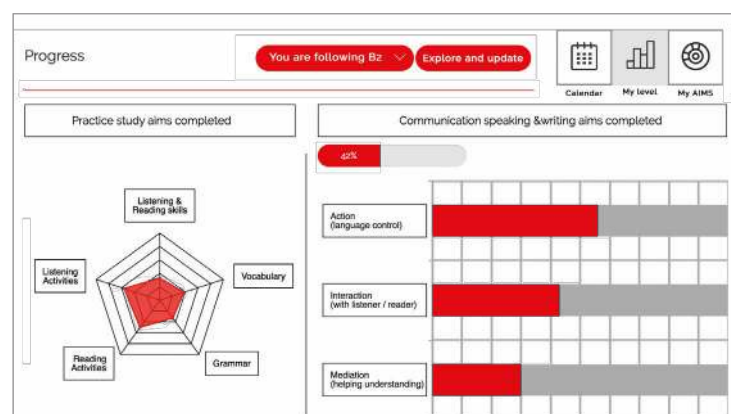 Progress
You are following B2
Explore and update
Calendar
My level
My AIMS
Practice study aims completed
Communication speaking &writing aims completed
42%
Listening &
Reading skills
Listening
Activities
Vocabulary
Reading
Activities
Grammar
Action
(language control)
Interaction
(with listener / reader)
Mediation
(helping understanding)